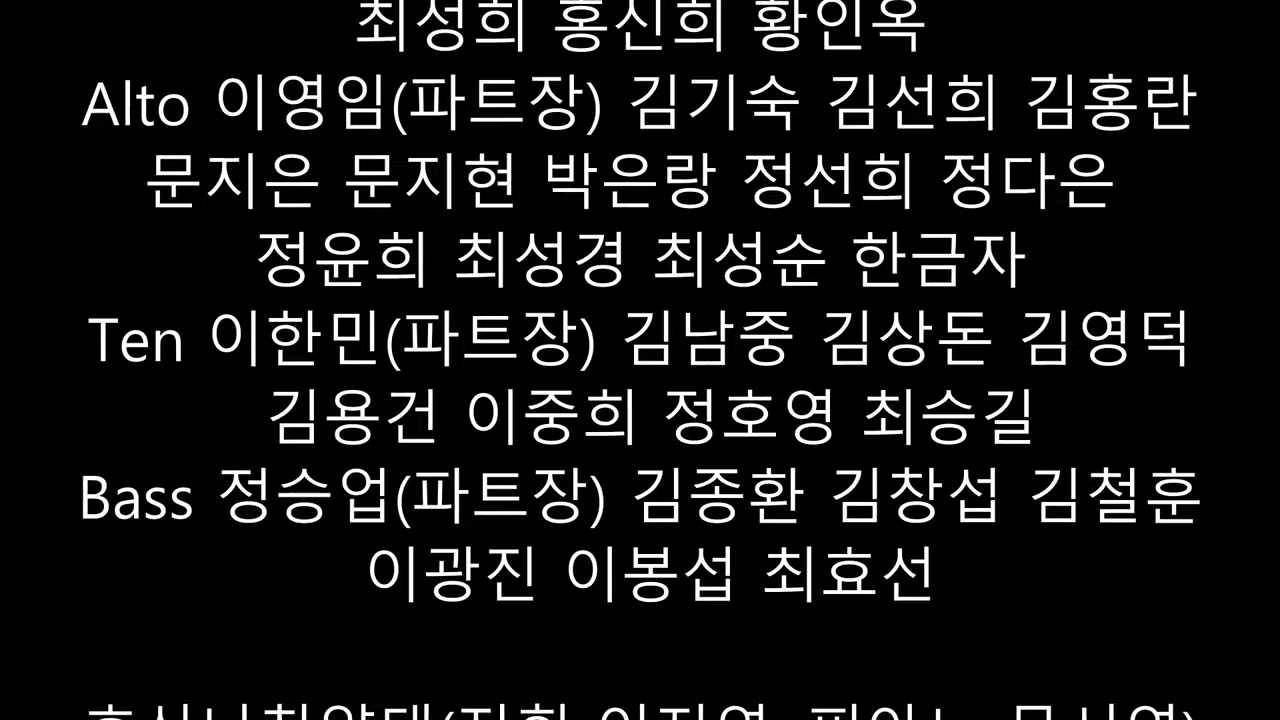 최성희 홍신희 황인옥
Alto 이영임(파트장) 김기숙 김선희 김홍란
문지은 문지현 박은랑 정선희 정다은
정윤희 최성경 최성순 한금자
Ten 이한민(파트장) 김남중 김상돈 김영덕
김용건 이중희 정호영 최승길
Bass 정승업(파트장) 김종환 김창섭 김철훈
이광진 이봉섭 최효선